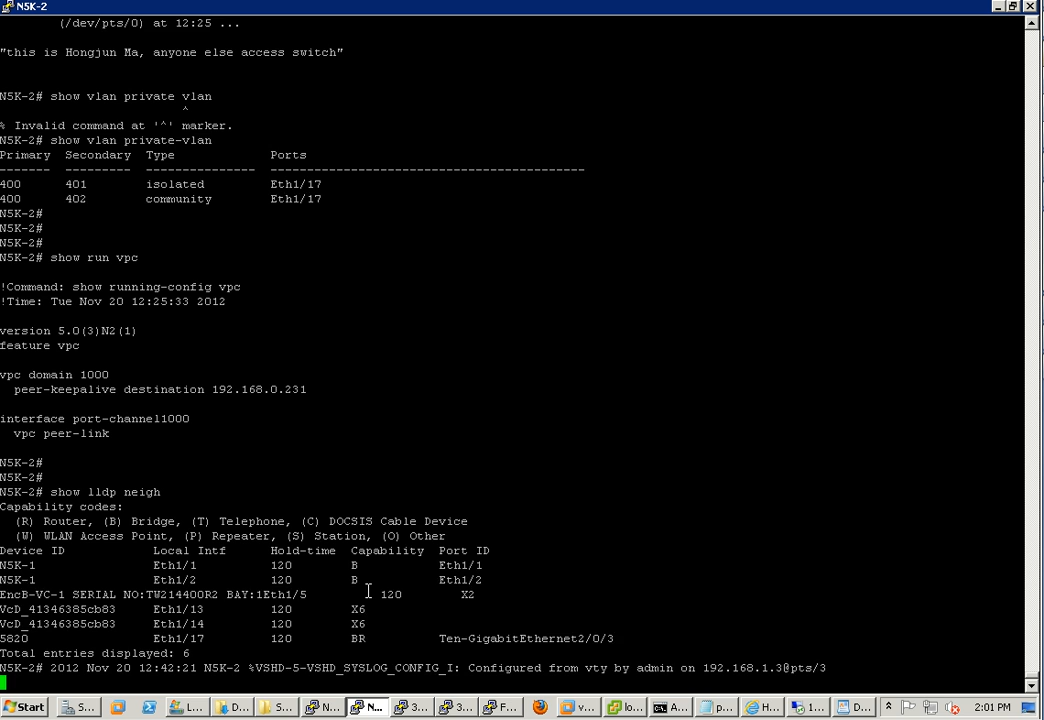 N5K-2
(/dev/pts/0) at 12:25 ...
"this is Hongjun Ma, anyone else access switch"
N5K-2# show vlan private vlan
^
% Invalid command at '^' marker.
N5K-2# show vlan private-vlan
Primary  Secondary  Type             Ports
-------  ---------  ---------------  -------------------------------------------
400      401        isolated         Eth1/17
400      402        community        Eth1/17
N5K-2#
N5K-2#
N5K-2#
N5K-2# show run vpc
!Command: show running-config vpc
!Time: Tue Nov 20 12:25:33 2012
version 5.0(3)N2(1)
feature vpc
vpc domain 1000
peer-keepalive destination 192.168.0.231
interface port-channel1000
vpc peer-link
N5K-2#
N5K-2#
N5K-2# show lldp neigh
Capability codes:
(R) Router, (B) Bridge, (T) Telephone, (C) DOCSIS Cable Device
(W) WLAN Access Point, (P) Repeater, (S) Station, (O) Other
Device ID            Local Intf      Hold-time  Capability  Port ID
N5K-1                Eth1/1          120        B           Eth1/1
N5K-1                Eth1/2          120        B           Eth1/2
EncB-VC-1 SERIAL NO:TW214400R2 BAY:1Eth1/5          120        X2
VcD_41346385cb83     Eth1/13         120        X6
VcD_41346385cb83     Eth1/14         120        X6
5820                 Eth1/17         120        BR          Ten-GigabitEthernet2/0/3
Total entries displayed: 6
N5K-2# 2012 Nov 20 12:42:21 N5K-2 %VSHD-5-VSHD_SYSLOG_CONFIG_I: Configured from vty by admin on 192.168.1.3@pts/3
Start S... L... D... S... N... N... 3... 3... F... v... lo... A... p... H... 1... D... 2:01 PM